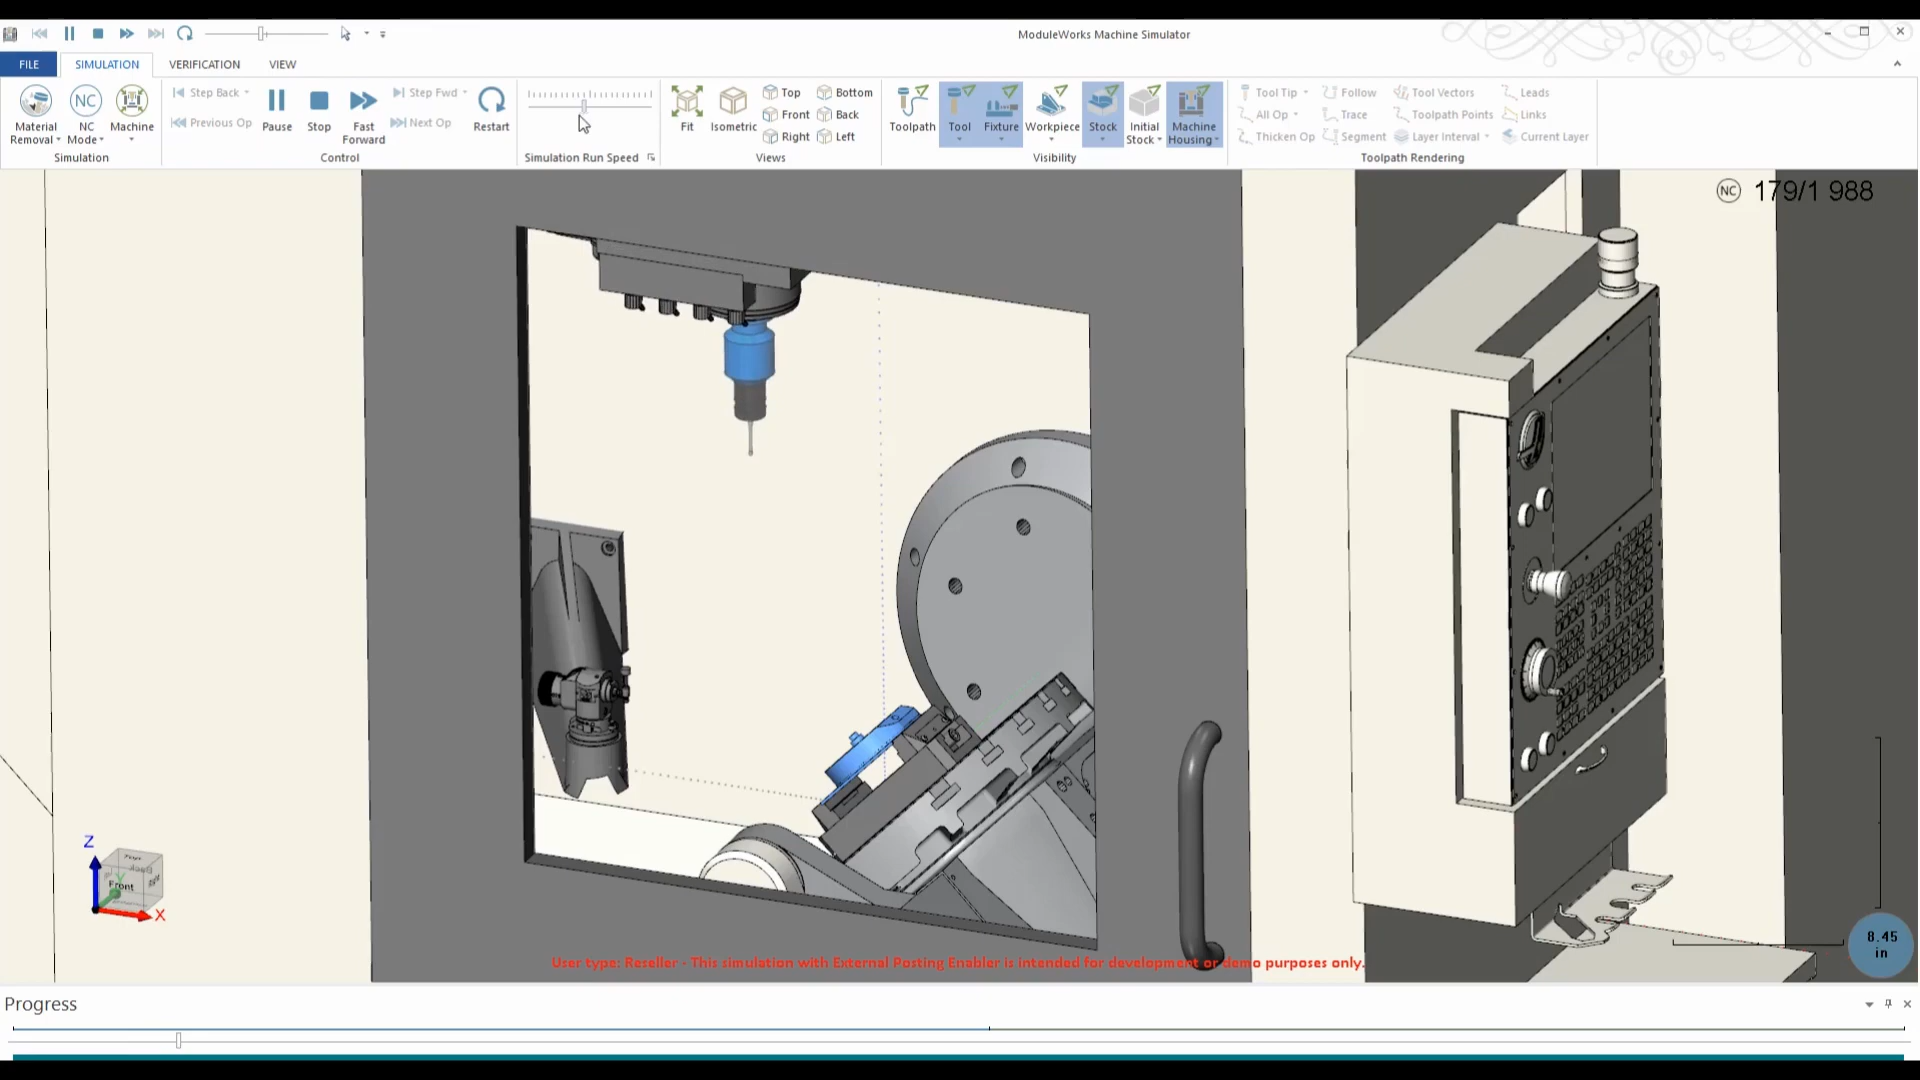 ModuleWorks Machine Simulator
FILE SIMULATION VERIFICATION VIEW
Material Removal NC NC Mode Machine
Simulation
Step Back Previous Op Pause Stop Fast Forward Step Fwd Next Op Restart
Control
Simulation Run Speed
Fit Isometric Top Front Right Bottom Back Left
Views
Toolpath Tool Fixture Workpiece Stock Initial Stock Machine Housing
Visibility
Tool Tip Follow Tool Vectors Leads
All Op Trace Toolpath Points Links
Thicken Op Segment Layer Interval Current Layer
Toolpath Rendering
NC 179/1 988
Z
Front
Y
X
8.45
in
User type: Reseller - This simulation with External Posting Enabler is intended for development or demo purposes only.
Progress